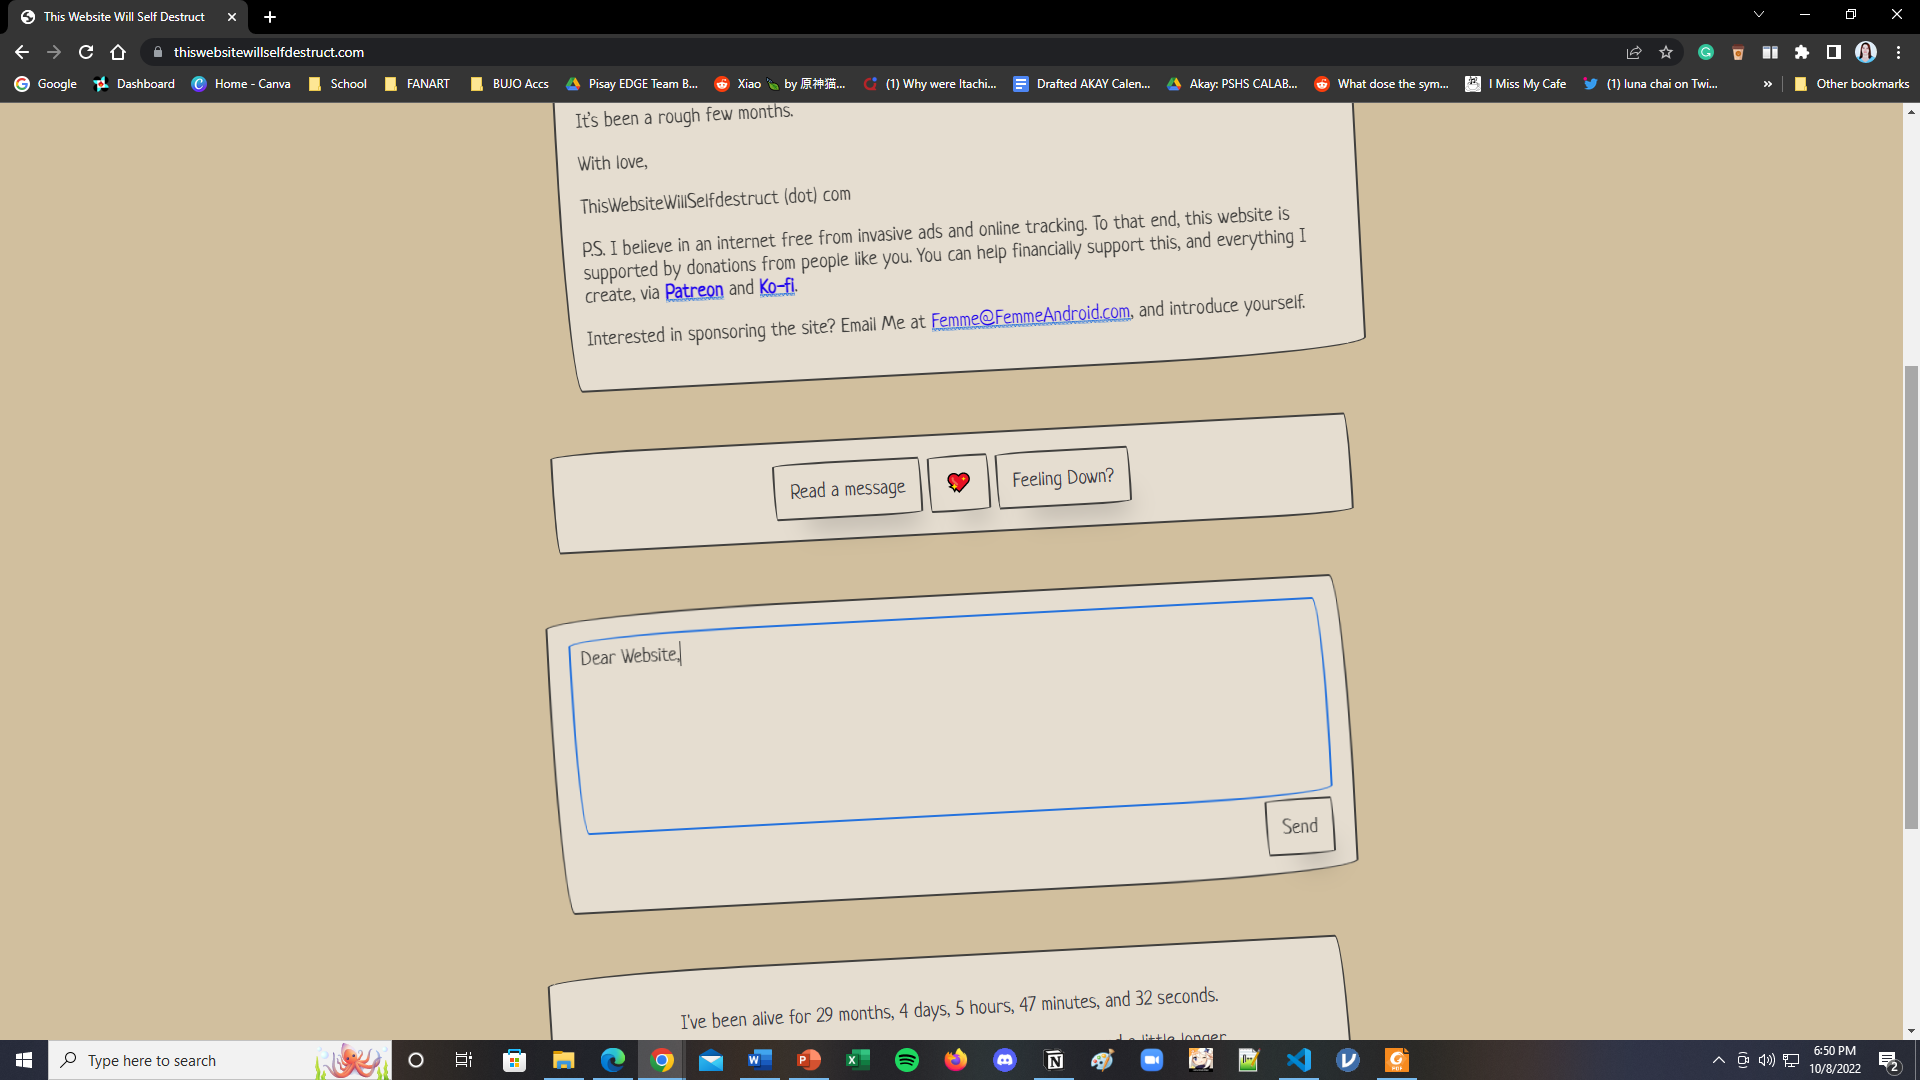 This Website Will Self Destruct
thiswebsitewillselfdestruct.com
Google
Dashboard
Home - Canva
School
FANART
BUJO Accs
Pisay EDGE Team B...
Xiao 🍃 by 原神猫...
(1) Why were Itachi...
Drafted AKAY Calen...
Akay: PSHS CALAB...
What dose the sym...
I Miss My Cafe
(1) luna chai on Twi...
»
Other bookmarks
It's been a rough few months.
With love,
ThisWebsiteWillSelfdestruct (dot) com
P.S. I believe in an internet free from invasive ads and online tracking. To that end, this website is
supported by donations from people like you. You can help financially support this, and everything I
create, via Patreon and Ko-fi.
Interested in sponsoring the site? Email Me at Femme@FemmeAndroid.com, and introduce yourself.
Read a message
💖
Feeling Down?
Dear Website,
Send
I've been alive for 29 months, 4 days, 5 hours, 47 minutes, and 32 seconds.
a little longer
Type here to search
6:50 PM
10/8/2022
2